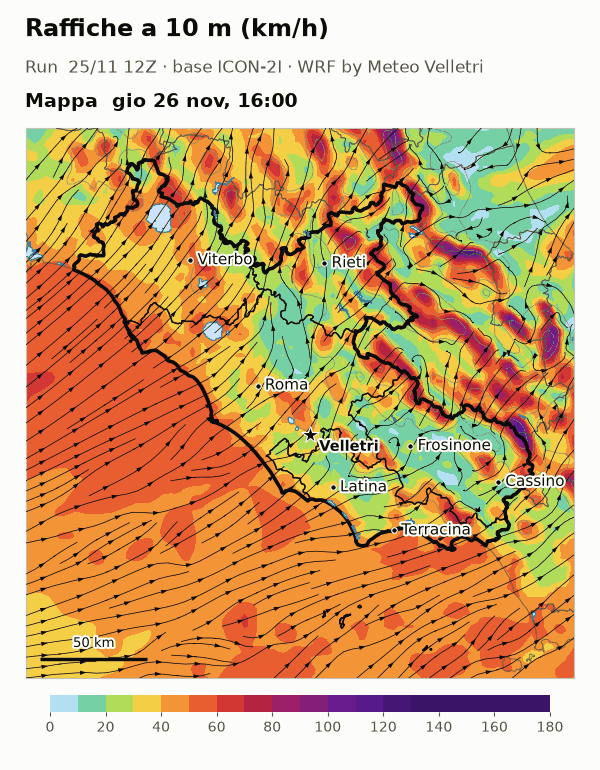 Raffiche a 10 m (km/h)
Run  25/11 12Z · base ICON-2I · WRF by Meteo Velletri
Mappa  gio 26 nov, 16:00
Viterbo
Rieti
Roma
Velletri
Frosinone
Latina
Cassino
Terracina
50 km
0 20 40 60 80 100 120 140 160 180